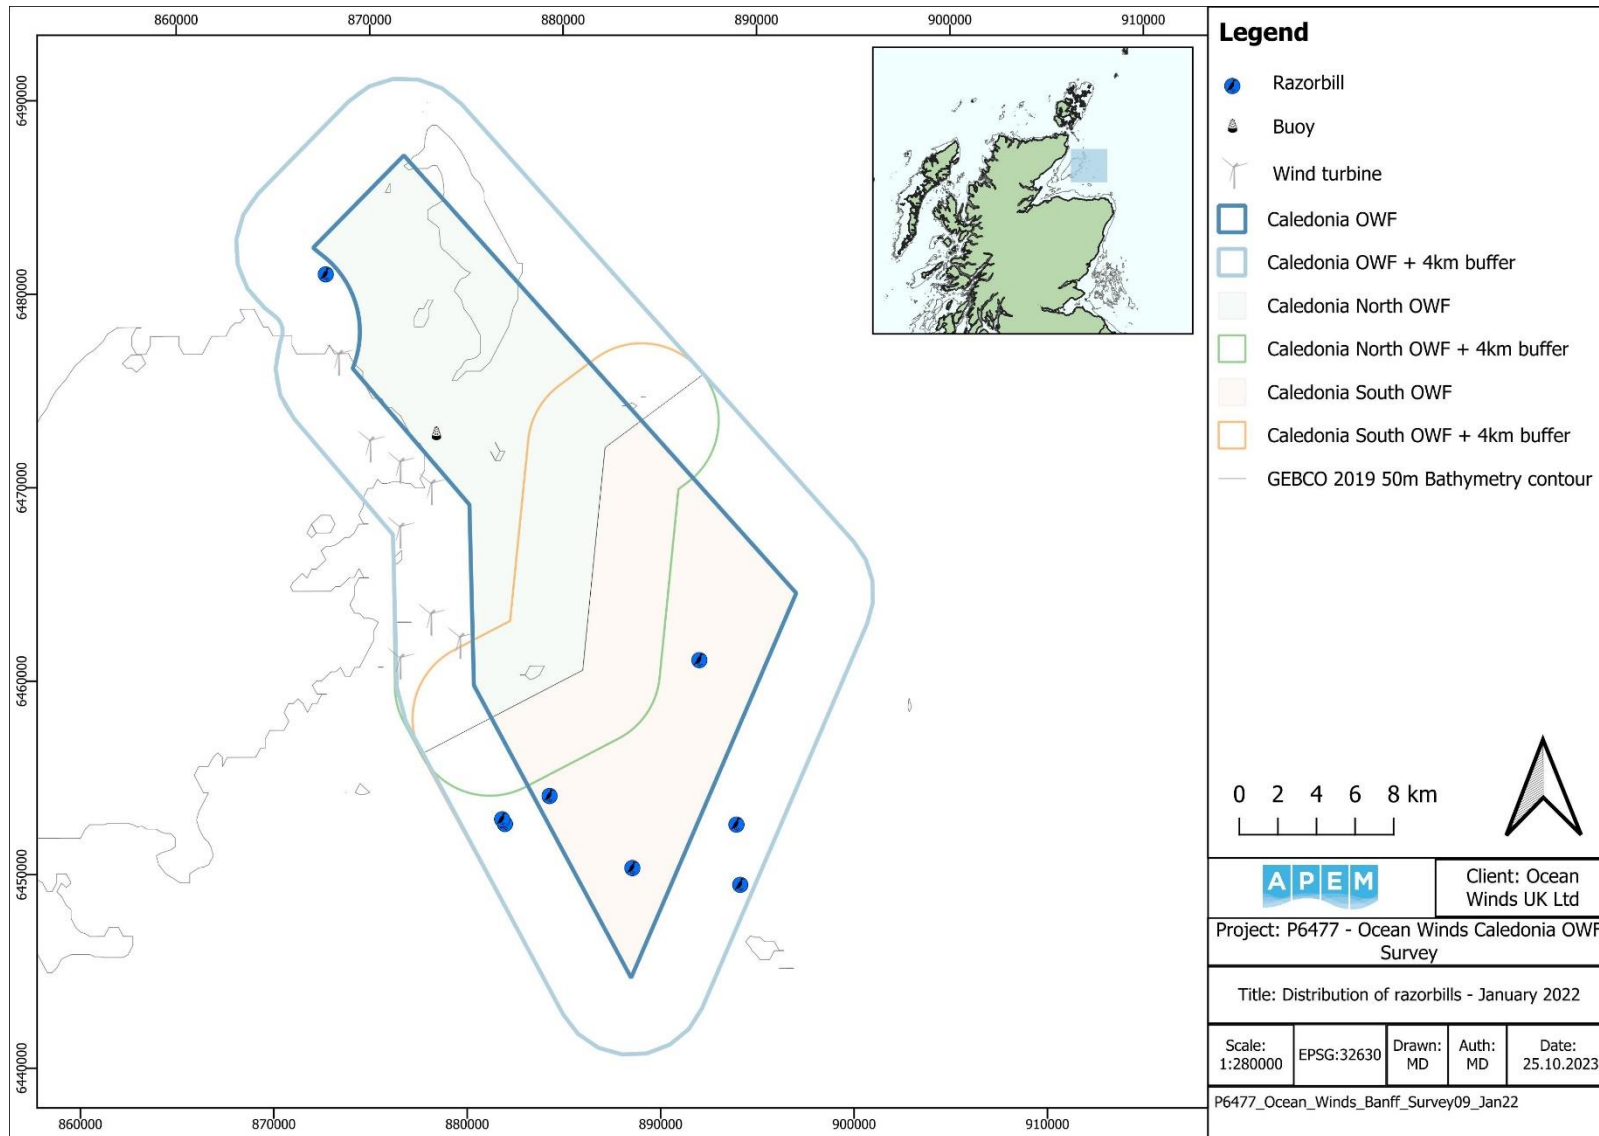 860000 870000 880000 890000 900000 910000
6490000
6480000
6470000
6460000
6450000
6440000
860000 870000 880000 890000 900000 910000
Legend
Razorbill
Buoy
Wind turbine
Caledonia OWF
Caledonia OWF + 4km buffer
Caledonia North OWF
Caledonia North OWF + 4km buffer
Caledonia South OWF
Caledonia South OWF + 4km buffer
GEBCO 2019 50m Bathymetry contour
0 2 4 6 8 km
APEM
Client: Ocean
Winds UK Ltd
Project: P6477 - Ocean Winds Caledonia OWF
Survey
Title: Distribution of razorbills - January 2022
Scale:
1:280000
EPSG:32630
Drawn:
MD
Auth:
MD
Date:
25.10.2023
P6477_Ocean_Winds_Banff_Survey09_Jan22